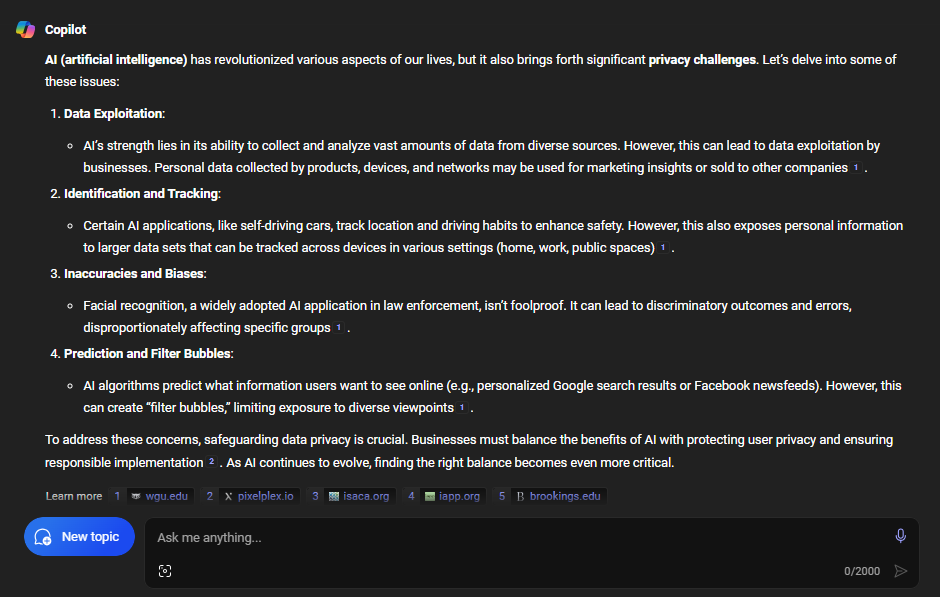 Copilot
AI (artificial intelligence) has revolutionized various aspects of our lives, but it also brings forth significant privacy challenges. Let’s delve into some of
these issues:
1. Data Exploitation:
AI’s strength lies in its ability to collect and analyze vast amounts of data from diverse sources. However, this can lead to data exploitation by
businesses. Personal data collected by products, devices, and networks may be used for marketing insights or sold to other companies 1 .
2. Identification and Tracking:
Certain AI applications, like self-driving cars, track location and driving habits to enhance safety. However, this also exposes personal information
to larger data sets that can be tracked across devices in various settings (home, work, public spaces) 1 .
3. Inaccuracies and Biases:
Facial recognition, a widely adopted AI application in law enforcement, isn’t foolproof. It can lead to discriminatory outcomes and errors,
disproportionately affecting specific groups 1 .
4. Prediction and Filter Bubbles:
AI algorithms predict what information users want to see online (e.g., personalized Google search results or Facebook newsfeeds). However, this
can create “filter bubbles,” limiting exposure to diverse viewpoints 1 .
To address these concerns, safeguarding data privacy is crucial. Businesses must balance the benefits of AI with protecting user privacy and ensuring
responsible implementation 2 . As AI continues to evolve, finding the right balance becomes even more critical.
Learn more 1 wgu.edu 2 pixelplex.io 3 isaca.org 4 iapp.org 5 brookings.edu
New topic
Ask me anything...
0/2000